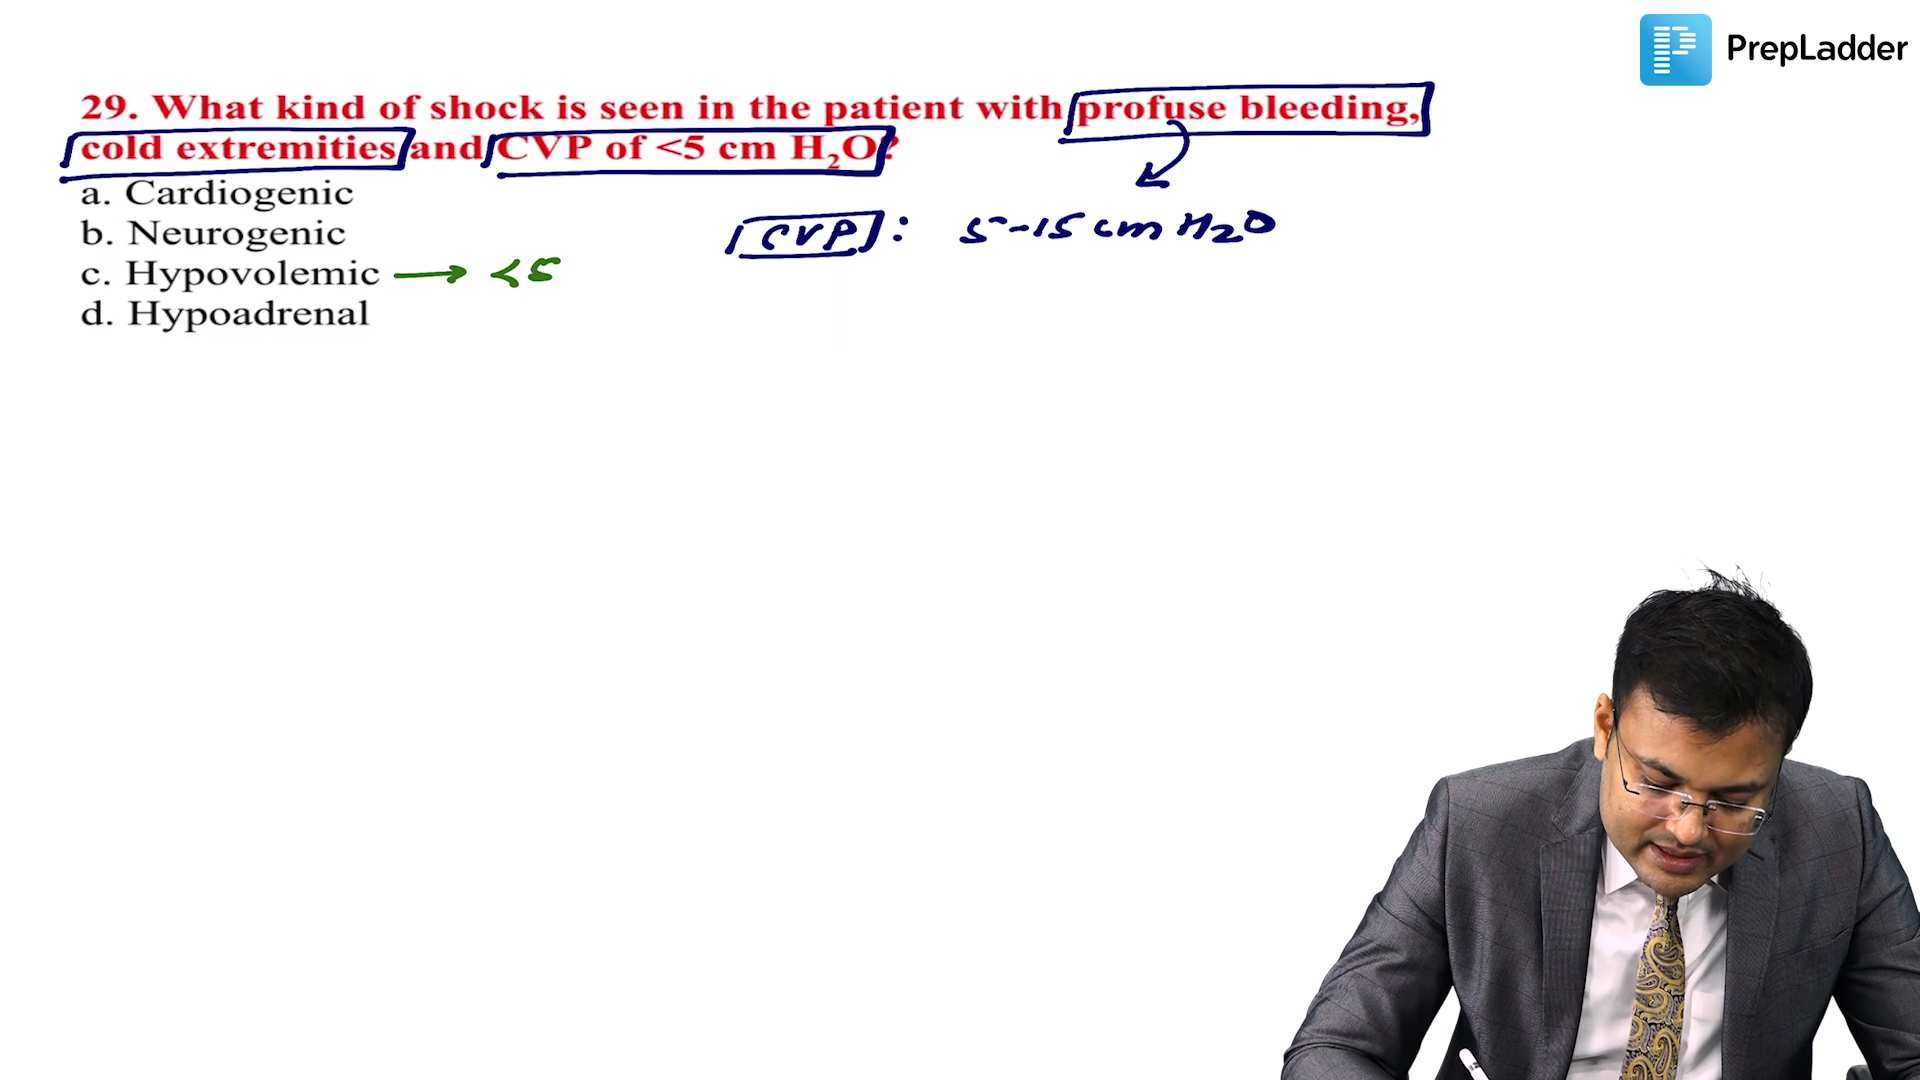 PrepLadder
29. What kind of shock is seen in the patient with profuse bleeding,
cold extremities and CVP of <5 cm H₂O?
a. Cardiogenic
b. Neurogenic
CVP : 5-15 cm H₂O
c. Hypovolemic → <5
d. Hypoadrenal